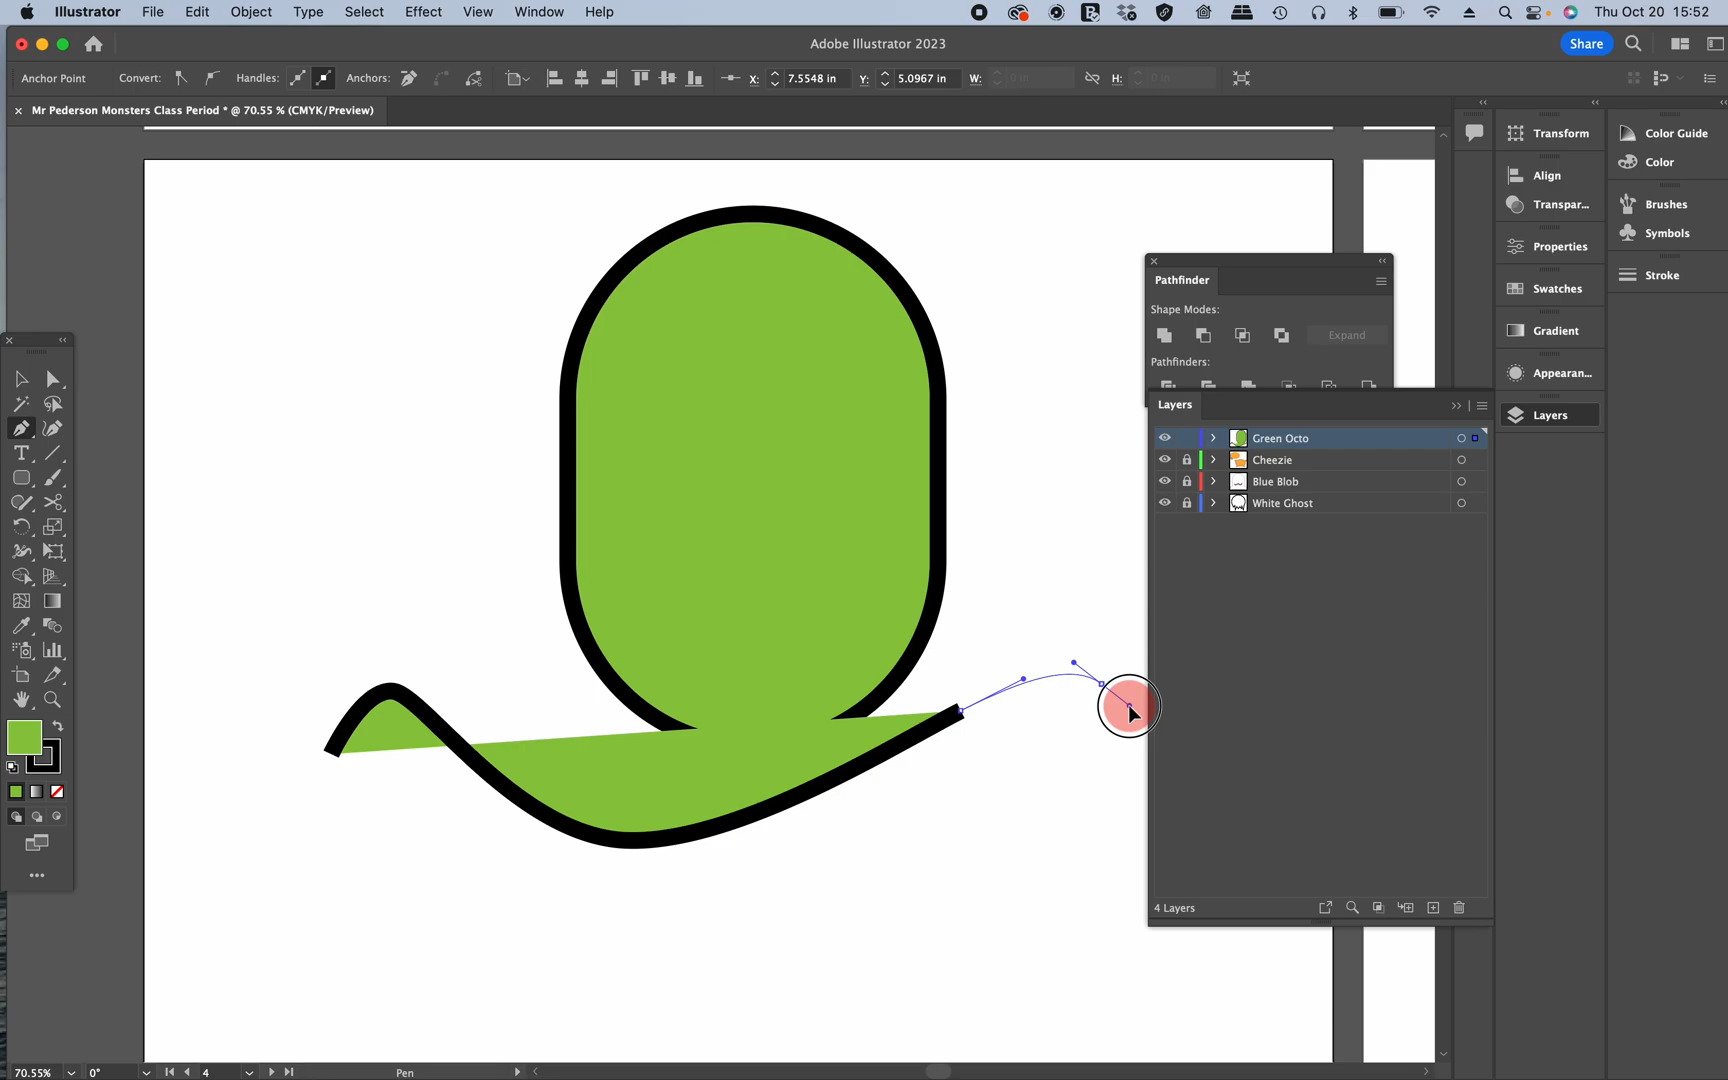 Illustrator File Edit Object Type Select Effect View Window Help Thu Oct 20 15:52
Adobe Illustrator 2023
Share
Anchor Point Convert: Handles: Anchors: X: 7.5548 in Y: 5.0967 in W: 0 in H: 0 in
× Mr Pederson Monsters Class Period * @ 70.55 % (CMYK/Preview)
Transform
Color Guide
Color
Align
Transpar...
Brushes
Properties
Symbols
Stroke
Swatches
Gradient
Appearan...
Layers
Pathfinder
Shape Modes:
Expand
Pathfinders:
Layers
Green Octo
Cheezie
Blue Blob
White Ghost
4 Layers
70.55% 0° 4 Pen